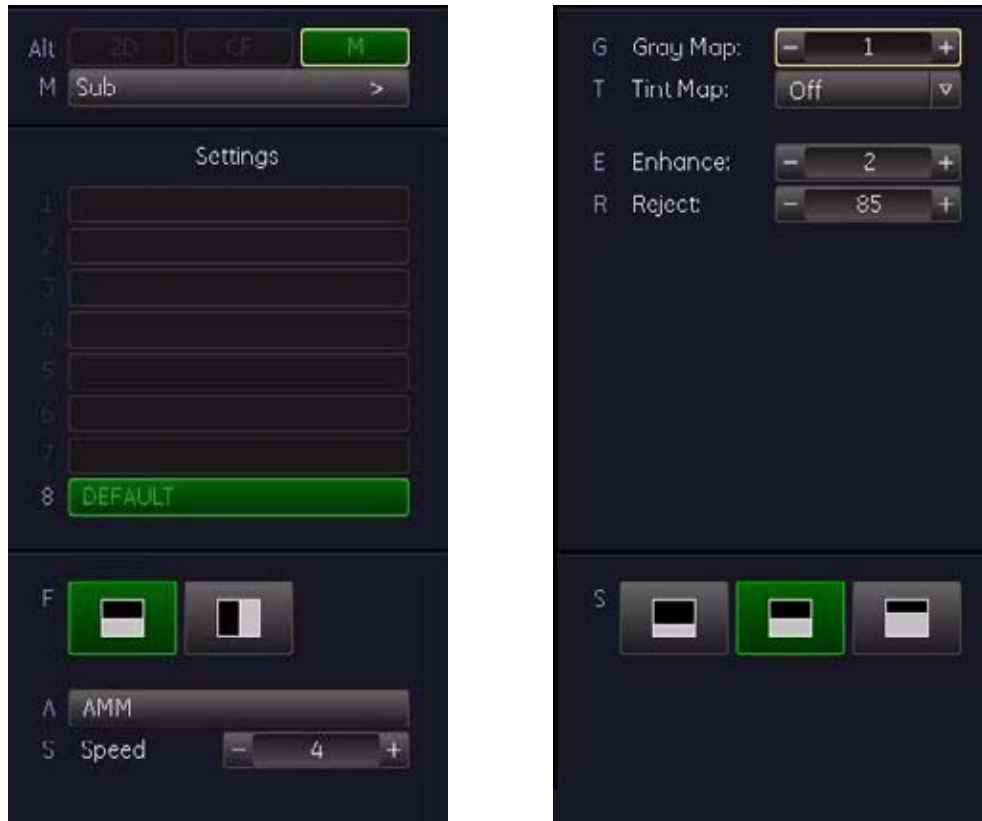 Alt 2D CF M
M Sub >
Settings
1
2
3
4
5
6
7
8 DEFAULT
F
A AMM
S Speed - 4 +
G Gray Map: - 1 +
T Tint Map: Off
E Enhance: - 2 +
R Reject: - 85 +
S